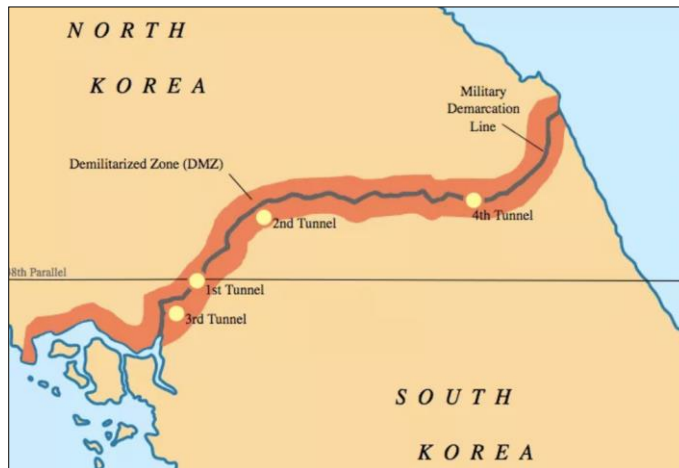 NORTH
KOREA
Military
Demarcation
Line
Demilitarized Zone (DMZ)
2nd Tunnel
4th Tunnel
38th Parallel
1st Tunnel
3rd Tunnel
SOUTH
KOREA